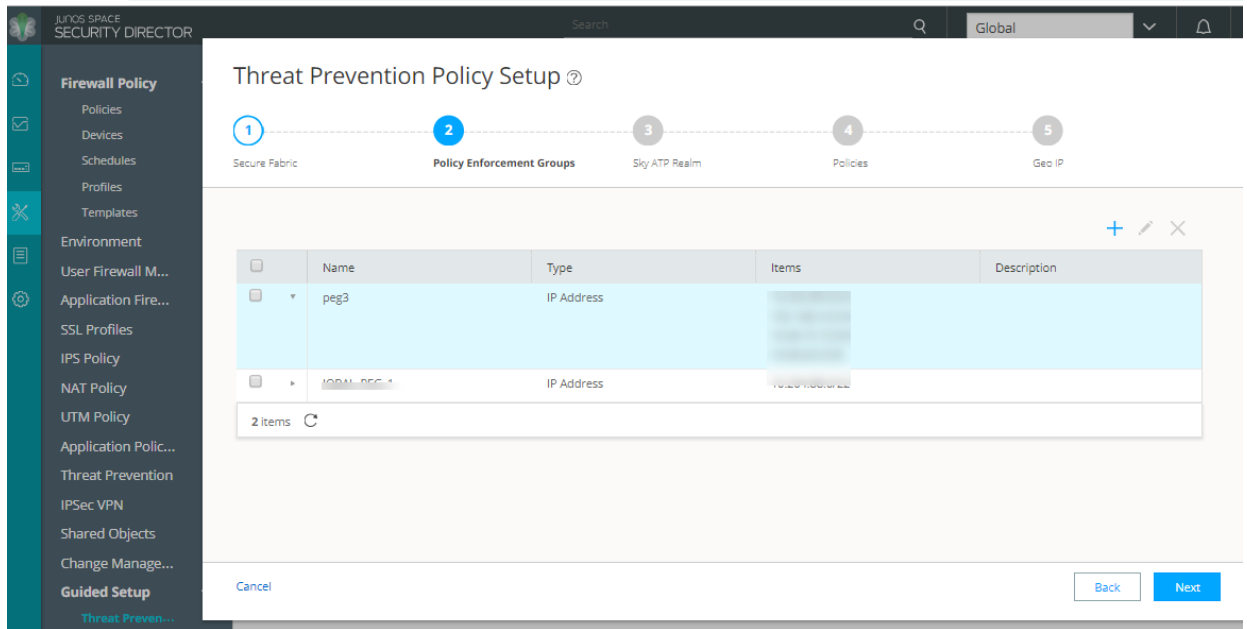 JUNOS SPACE
SECURITY DIRECTOR
Search
Global
Firewall Policy
Policies
Devices
Schedules
Profiles
Templates
Environment
User Firewall M...
Application Fire...
SSL Profiles
IPS Policy
NAT Policy
UTM Policy
Application Polic...
Threat Prevention
IPSec VPN
Shared Objects
Change Manage...
Guided Setup
Threat Preven...
Threat Prevention Policy Setup
1 2 3 4 5
Secure Fabric Policy Enforcement Groups Sky ATP Realm Policies Geo IP
Name Type Items Description
peg3 IP Address
IP Address
2 items
Cancel Back Next